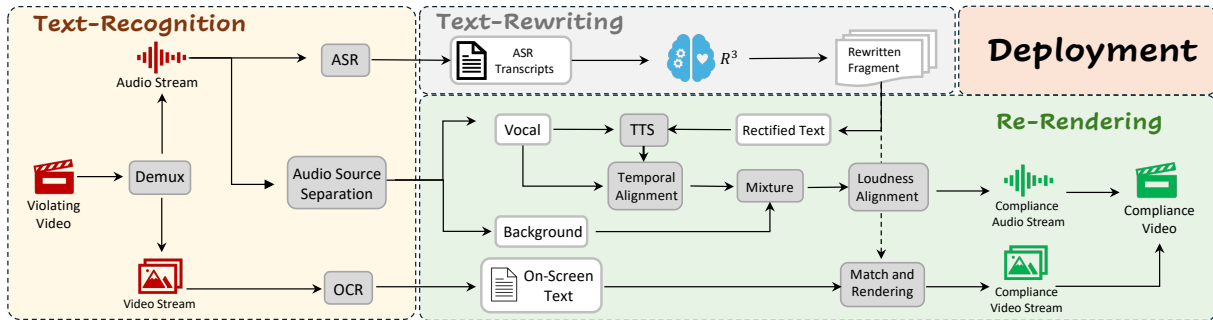 Text-Recognition
Text-Rewriting
Deployment
Audio Stream
ASR
ASR
Transcripts
R³
Rewritten
Fragment
Re-Rendering
Vocal
TTS
Rectified Text
Violating
Video
Demux
Audio Source
Separation
Temporal
Alignment
Mixture
Loudness
Alignment
Compliance
Audio Stream
Compliance
Video
Background
Video Stream
OCR
On-Screen
Text
Match and
Rendering
Compliance
Video Stream